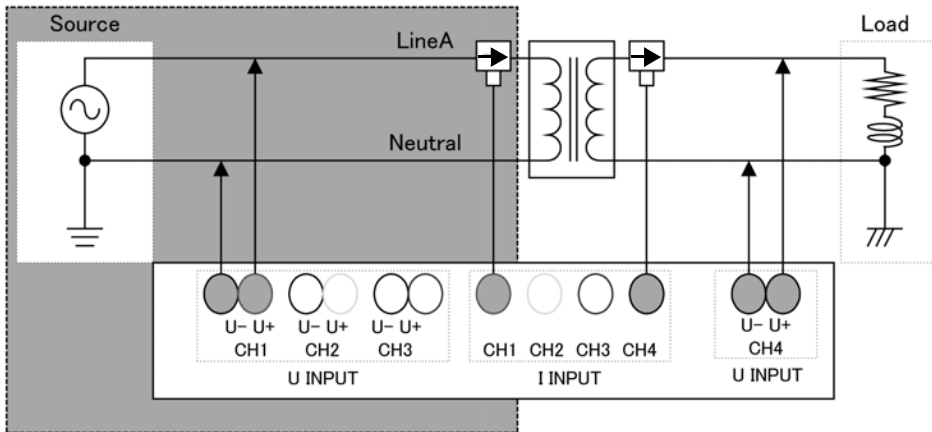 Source
Load
LineA
Neutral
U- U+ U- U+ U- U+
CH1 CH2 CH3
U INPUT
CH1 CH2 CH3 CH4
I INPUT
U- U+
CH4
U INPUT